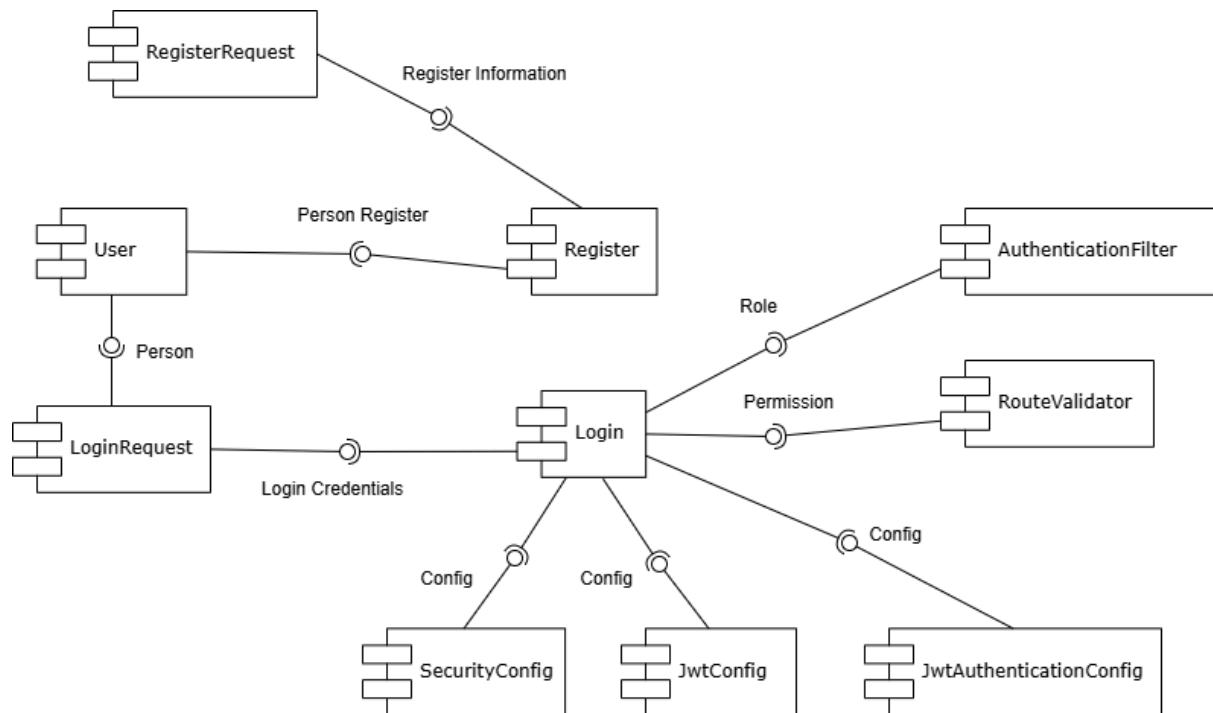 RegisterRequest
Register Information
Person Register
User
Register
AuthenticationFilter
Role
Person
Permission
RouteValidator
Login
LoginRequest
Login Credentials
Config
Config
Config
SecurityConfig
JwtConfig
JwtAuthenticationConfig